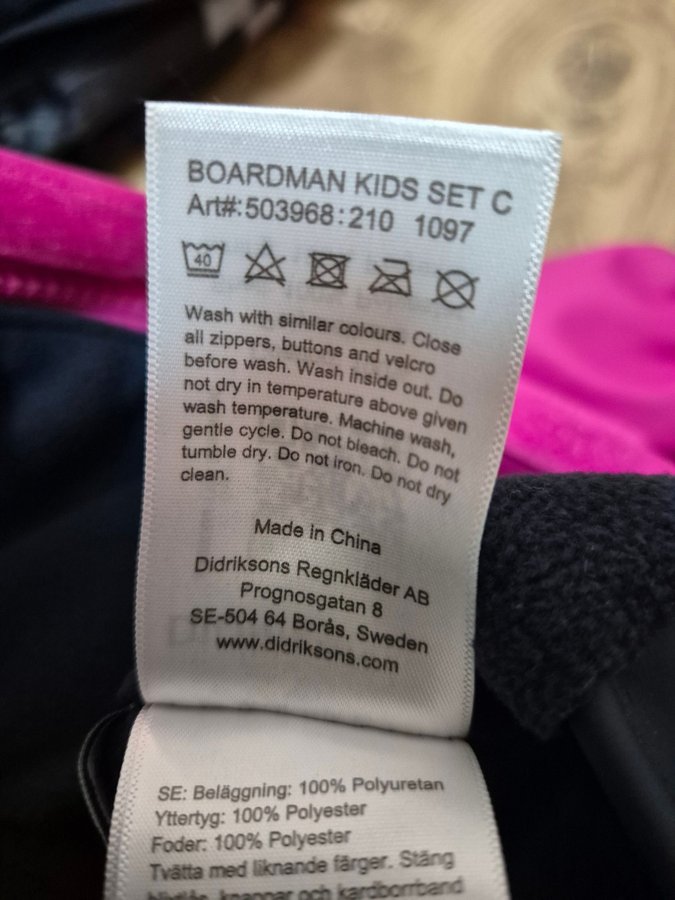 BOARDMAN KIDS SET C
Art#:503968:210 1097
40
Wash with similar colours. Close
all zippers, buttons and velcro
before wash. Wash inside out. Do
not dry in temperature above given
wash temperature. Machine wash,
gentle cycle. Do not bleach. Do not
tumble dry. Do not iron. Do not dry
clean.
Made in China
Didriksons Regnkläder AB
Prognosgatan 8
SE-504 64 Borås, Sweden
www.didriksons.com
SE: Beläggning: 100% Polyuretan
Yttertyg: 100% Polyester
Foder: 100% Polyester
Tvätta med liknande färger. Stäng
knappar och kardborrband